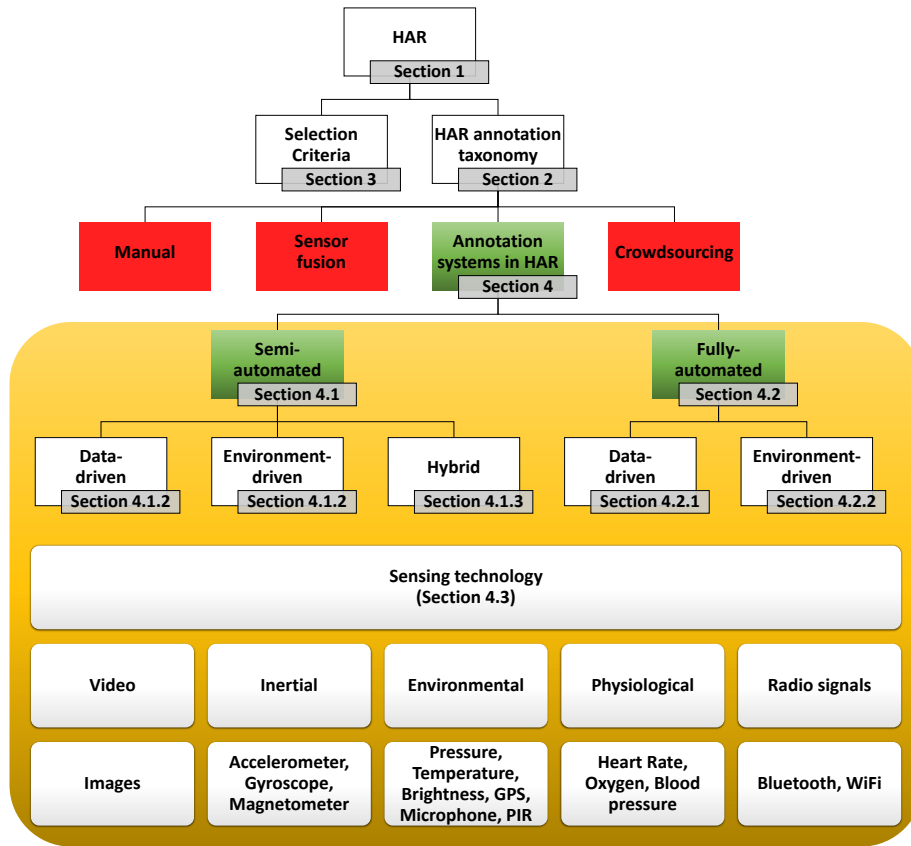 HAR
Section 1
Selection
Criteria
Section 3
HAR annotation
taxonomy
Section 2
Manual
Sensor
fusion
Annotation
systems in HAR
Section 4
Crowdsourcing
Semi-
automated
Section 4.1
Fully-
automated
Section 4.2
Data-
driven
Section 4.1.2
Environment-
driven
Section 4.1.2
Hybrid
Section 4.1.3
Data-
driven
Section 4.2.1
Environment-
driven
Section 4.2.2
Sensing technology
(Section 4.3)
Video
Inertial
Environmental
Physiological
Radio signals
Images
Accelerometer,
Gyroscope,
Magnetometer
Pressure,
Temperature,
Brightness, GPS,
Microphone, PIR
Heart Rate,
Oxygen, Blood
pressure
Bluetooth, WiFi